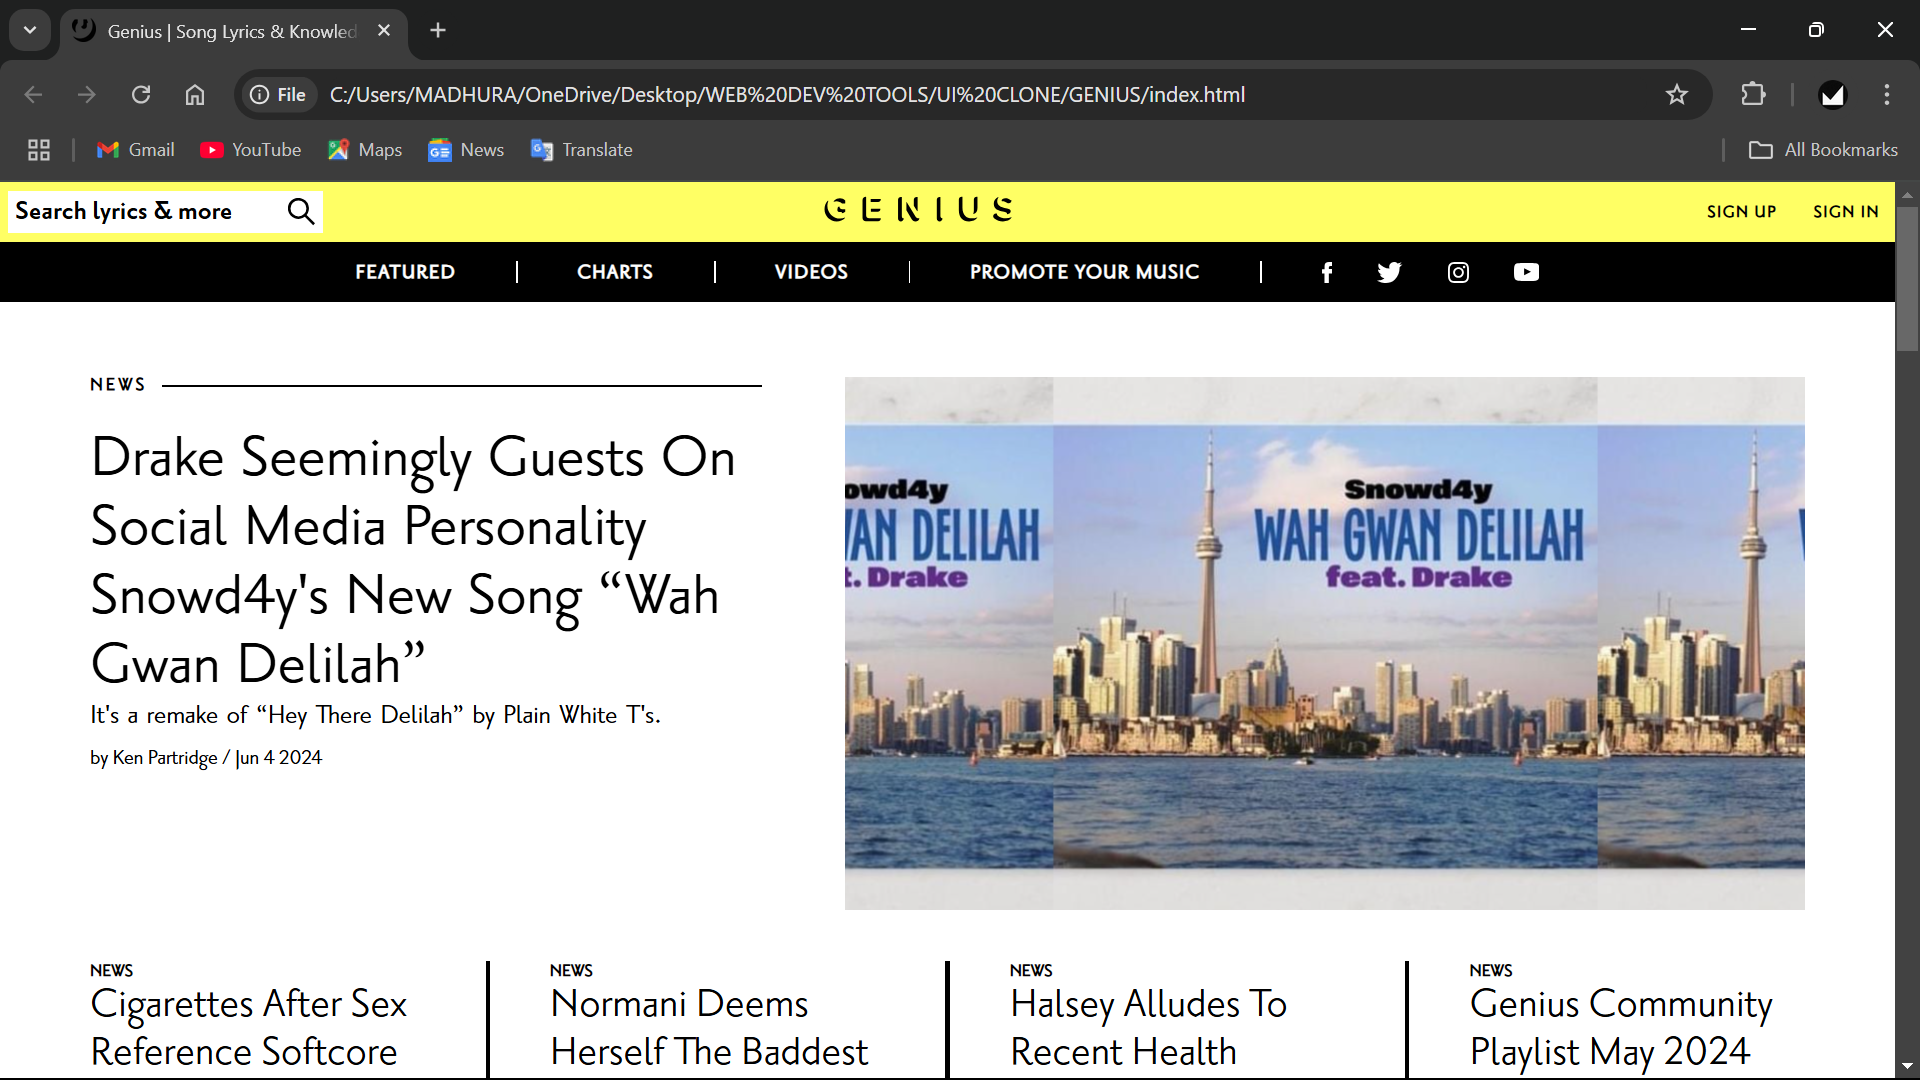 Genius | Song Lyrics & Knowled
File C:/Users/MADHURA/OneDrive/Desktop/WEB%20DEV%20TOOLS/UI%20CLONE/GENIUS/index.html
Gmail YouTube Maps News Translate All Bookmarks
Search lyrics & more GENIUS SIGN UP SIGN IN
FEATURED CHARTS VIDEOS PROMOTE YOUR MUSIC
NEWS
Drake Seemingly Guests On
Social Media Personality
Snowd4y's New Song “Wah
Gwan Delilah”
It's a remake of “Hey There Delilah” by Plain White T's.
by Ken Partridge / Jun 4 2024
owd4y
AN DELILAH
t. Drake
Snowd4y
WAH GWAN DELILAH
feat. Drake
NEWS
Cigarettes After Sex
Reference Softcore
NEWS
Normani Deems
Herself The Baddest
NEWS
Halsey Alludes To
Recent Health
NEWS
Genius Community
Playlist May 2024